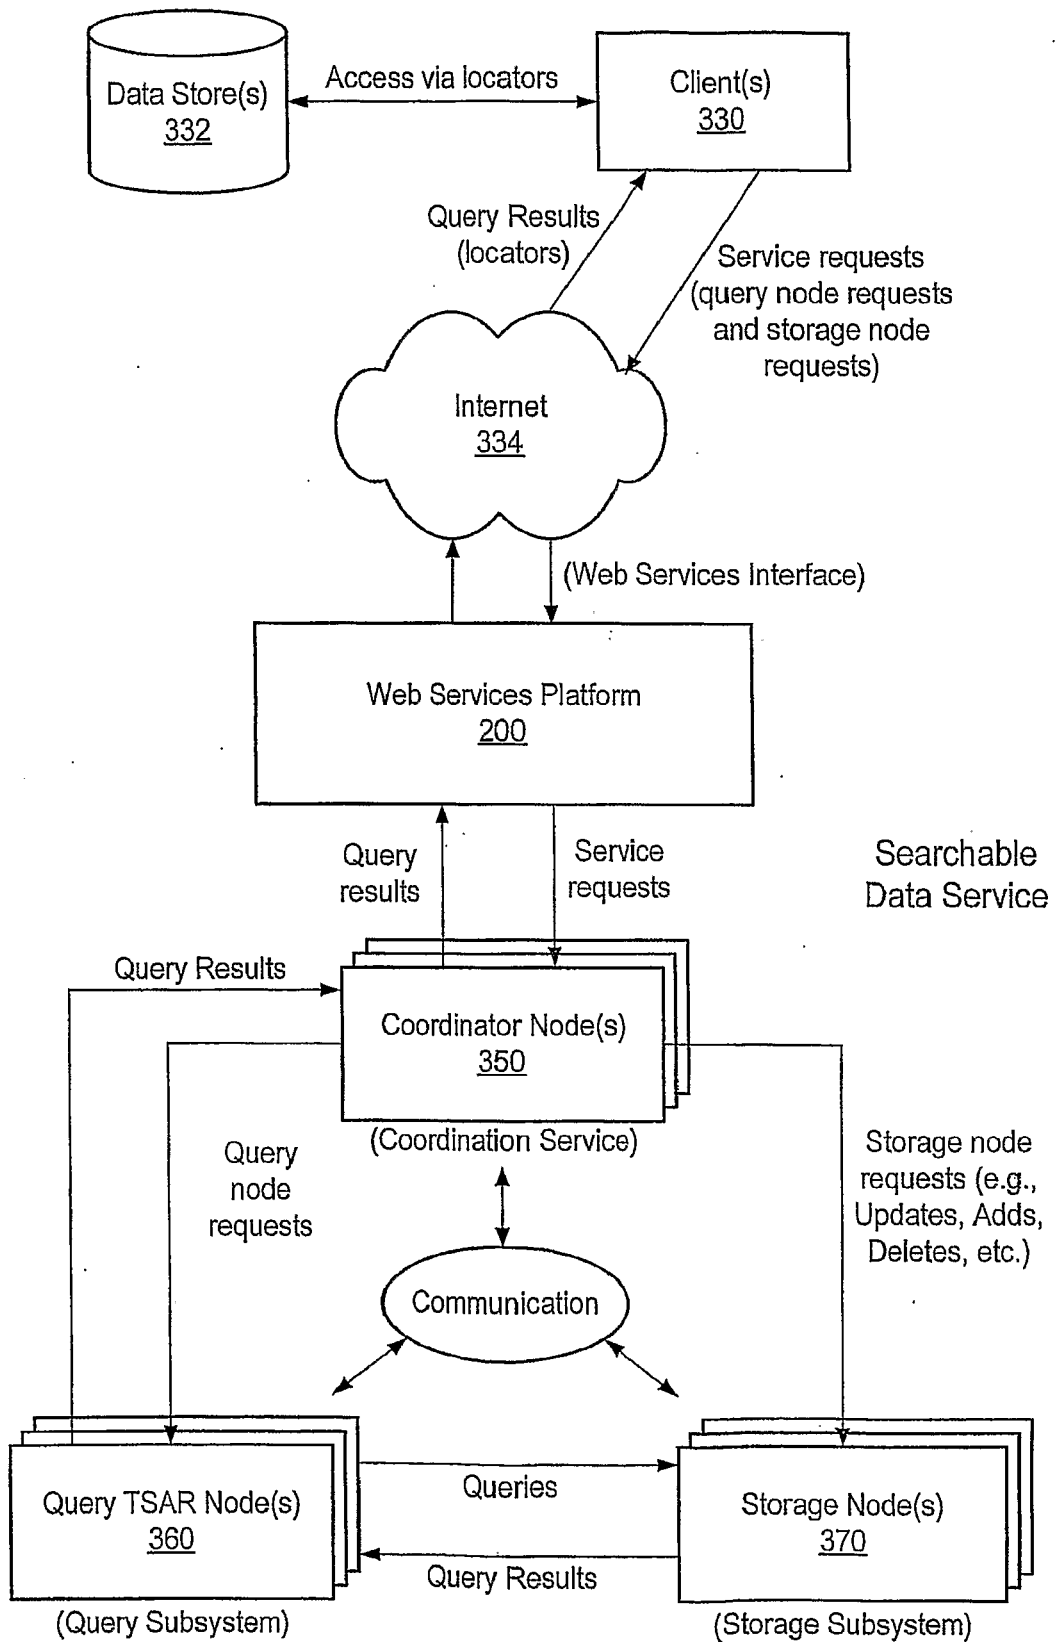 Data Store(s)
332
Access via locators
Client(s)
330
Query Results
(locators)
Service requests
(query node requests
and storage node
requests)
Internet
334
(Web Services Interface)
Web Services Platform
200
Query
results
Service
requests
Searchable
Data Service
Query Results
Coordinator Node(s)
350
(Coordination Service)
Query
node
requests
Storage node
requests (e.g.,
Updates, Adds,
Deletes, etc.)
Communication
Query TSAR Node(s)
360
(Query Subsystem)
Queries
Query Results
Storage Node(s)
370
(Storage Subsystem)